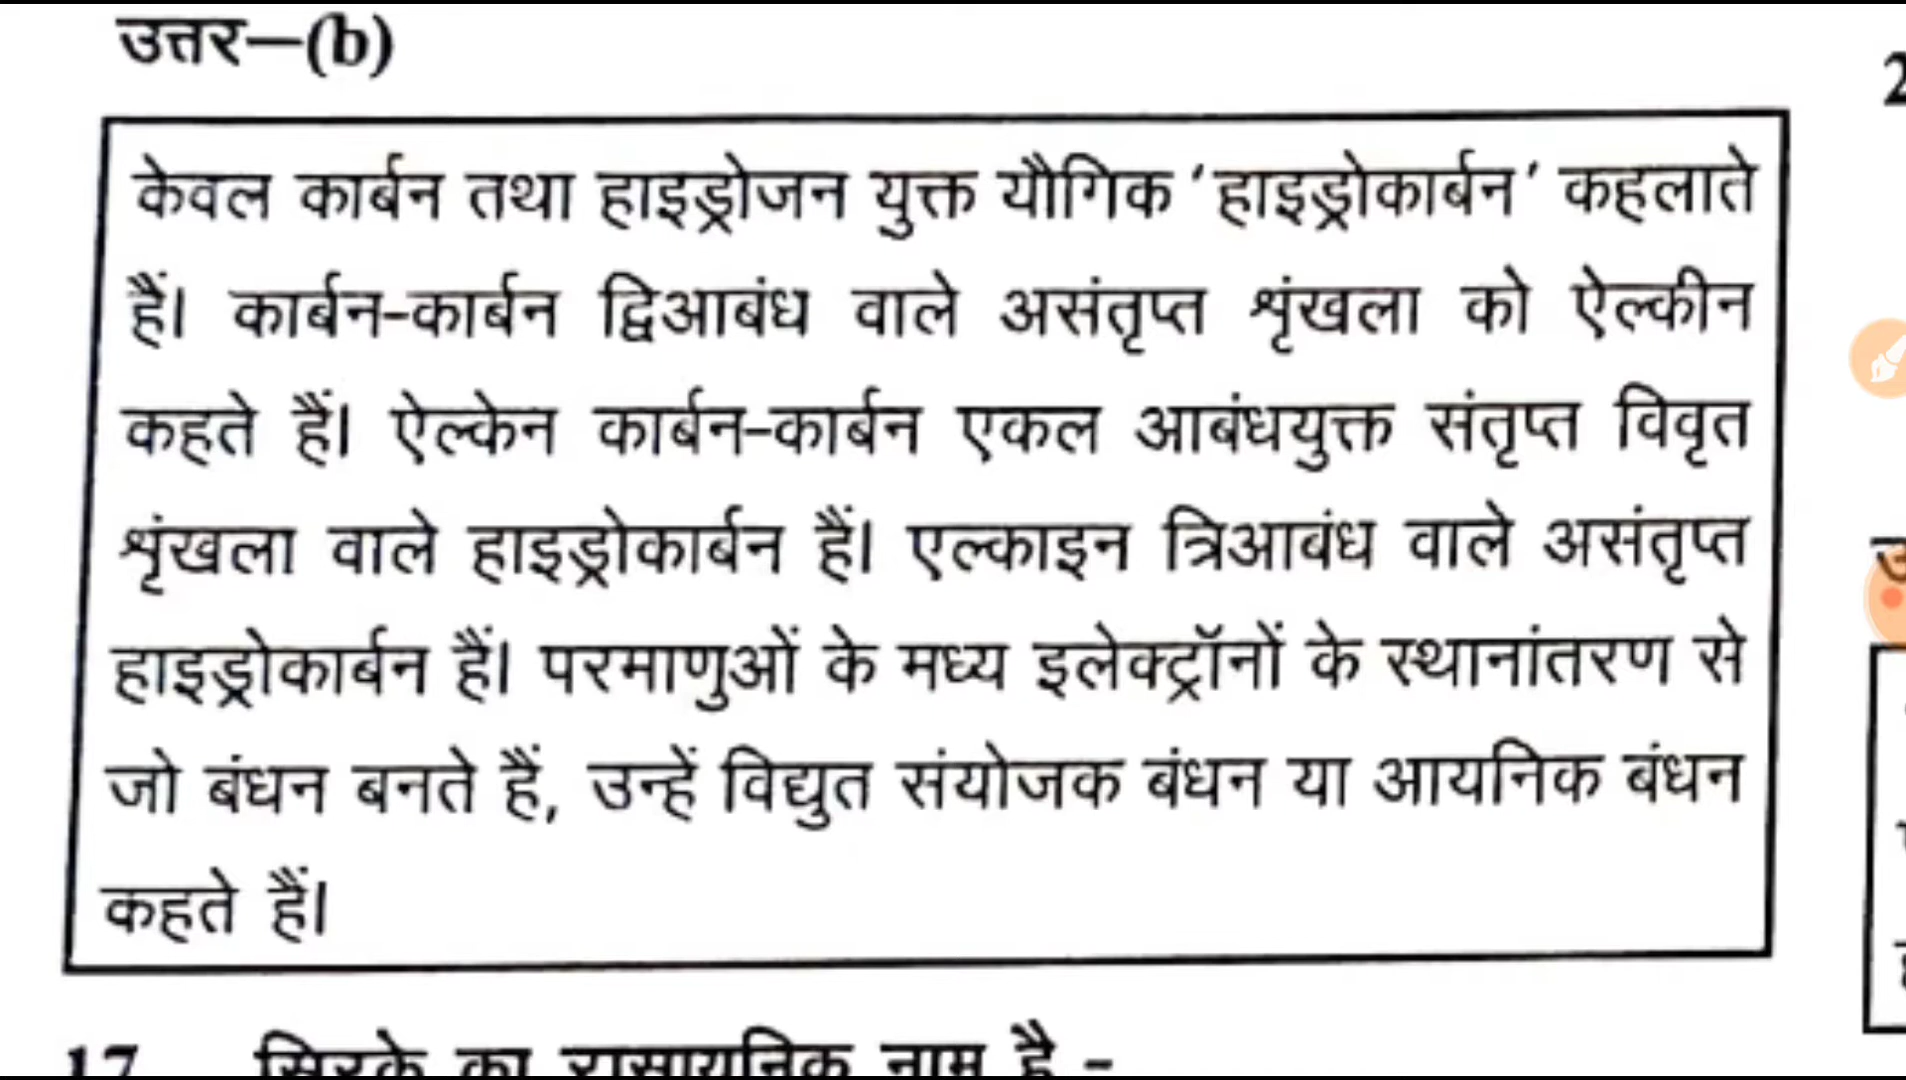 उत्तर—(b)
केवल कार्बन तथा हाइड्रोजन युक्त यौगिक ‘हाइड्रोकार्बन’ कहलाते
हैं। कार्बन-कार्बन द्विआबंध वाले असंतृप्त शृंखला को ऐल्कीन
कहते हैं। ऐल्केन कार्बन-कार्बन एकल आबंधयुक्त संतृप्त विवृत
शृंखला वाले हाइड्रोकार्बन हैं। एल्काइन त्रिआबंध वाले असंतृप्त
हाइड्रोकार्बन हैं। परमाणुओं के मध्य इलेक्ट्रॉनों के स्थानांतरण से
जो बंधन बनते हैं, उन्हें विद्युत संयोजक बंधन या आयनिक बंधन
कहते हैं।
17 सिरके का रासायनिक नाम है -
2